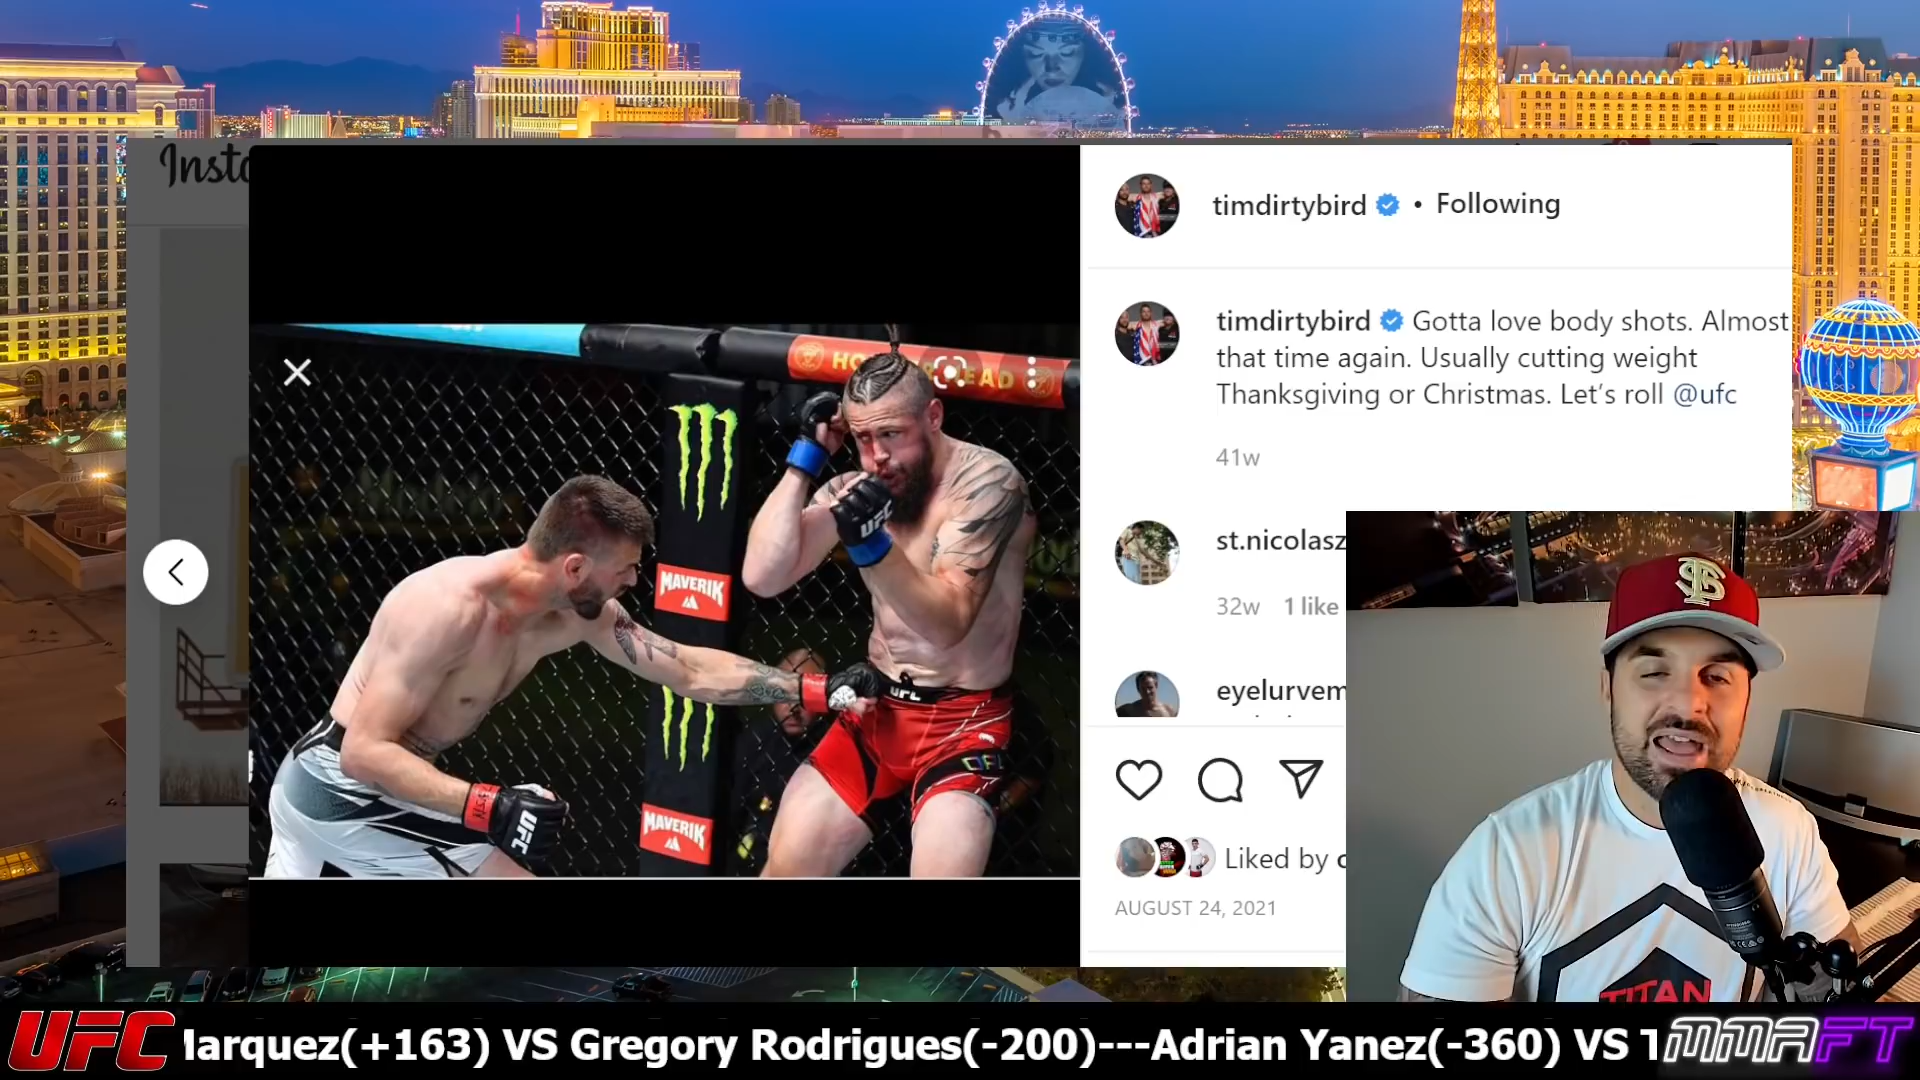 Insta
timdirtybird • Following
timdirtybird Gotta love body shots. Almost
that time again. Usually cutting weight
Thanksgiving or Christmas. Let’s roll @ufc
41w
st.nicolasz
32w 1 like
eyelurvem
Liked by c
AUGUST 24, 2021
MAVERIK
MAVERIK
UFC
UFC
UFC
TITAN
UFC
larquez(+163) VS Gregory Rodrigues(-200)---Adrian Yanez(-360) VS T
MMAFT